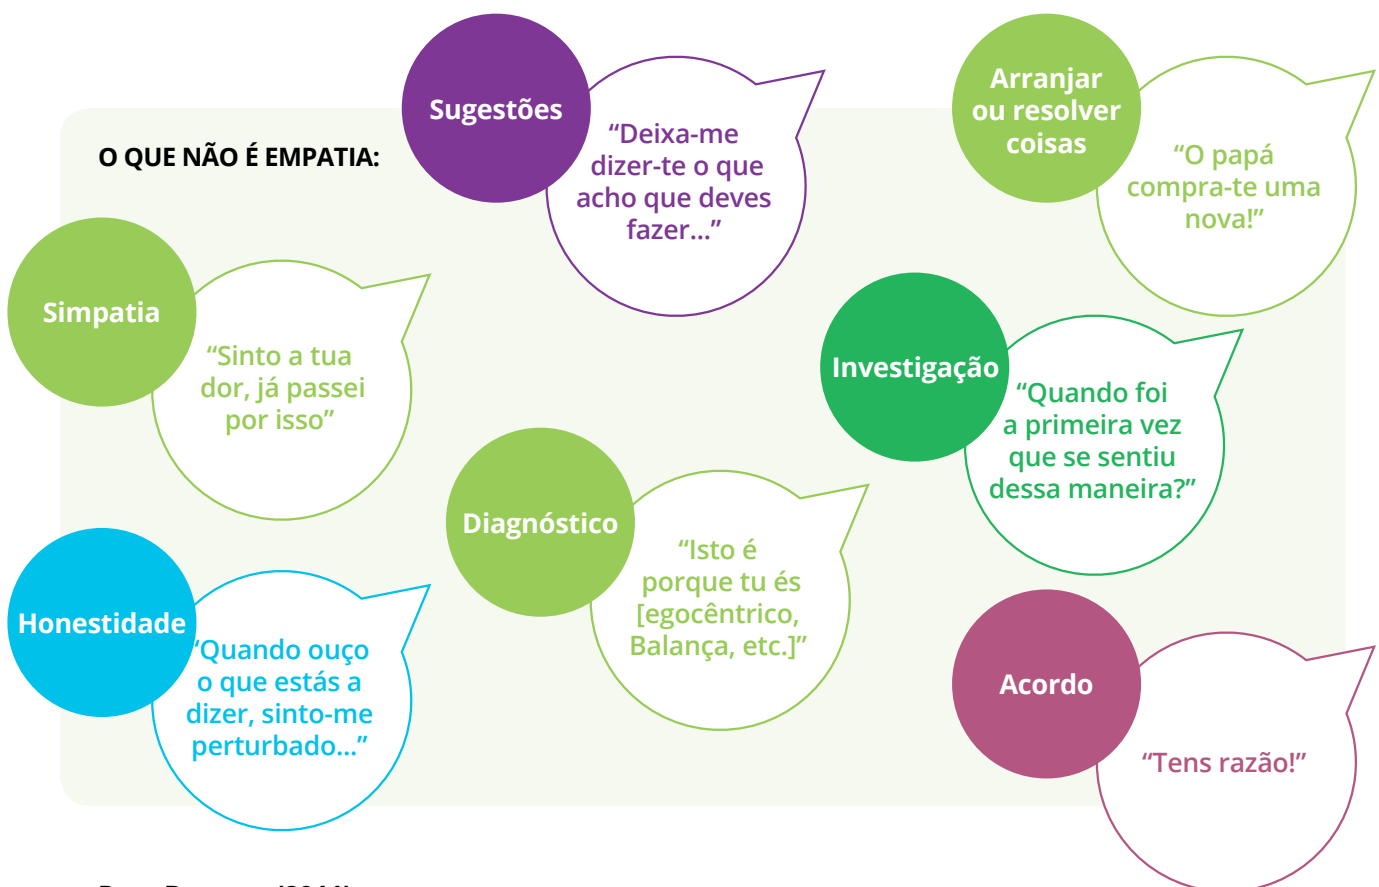 O QUE NÃO É EMPATIA:
Sugestões
“Deixa-me
dizer-te o que
acho que deves
fazer...”
Arranjar
ou resolver
coisas
“O papá
compra-te uma
nova!”
Simpatia
“Sinto a tua
dor, já passei
por isso”
Investigação
“Quando foi
a primeira vez
que se sentiu
dessa maneira?”
Diagnóstico
“Isto é
porque tu és
[egocêntrico,
Balança, etc.]”
Honestidade
“Quando ouço
o que estás a
dizer, sinto-me
perturbado...”
Acordo
“Tens razão!”